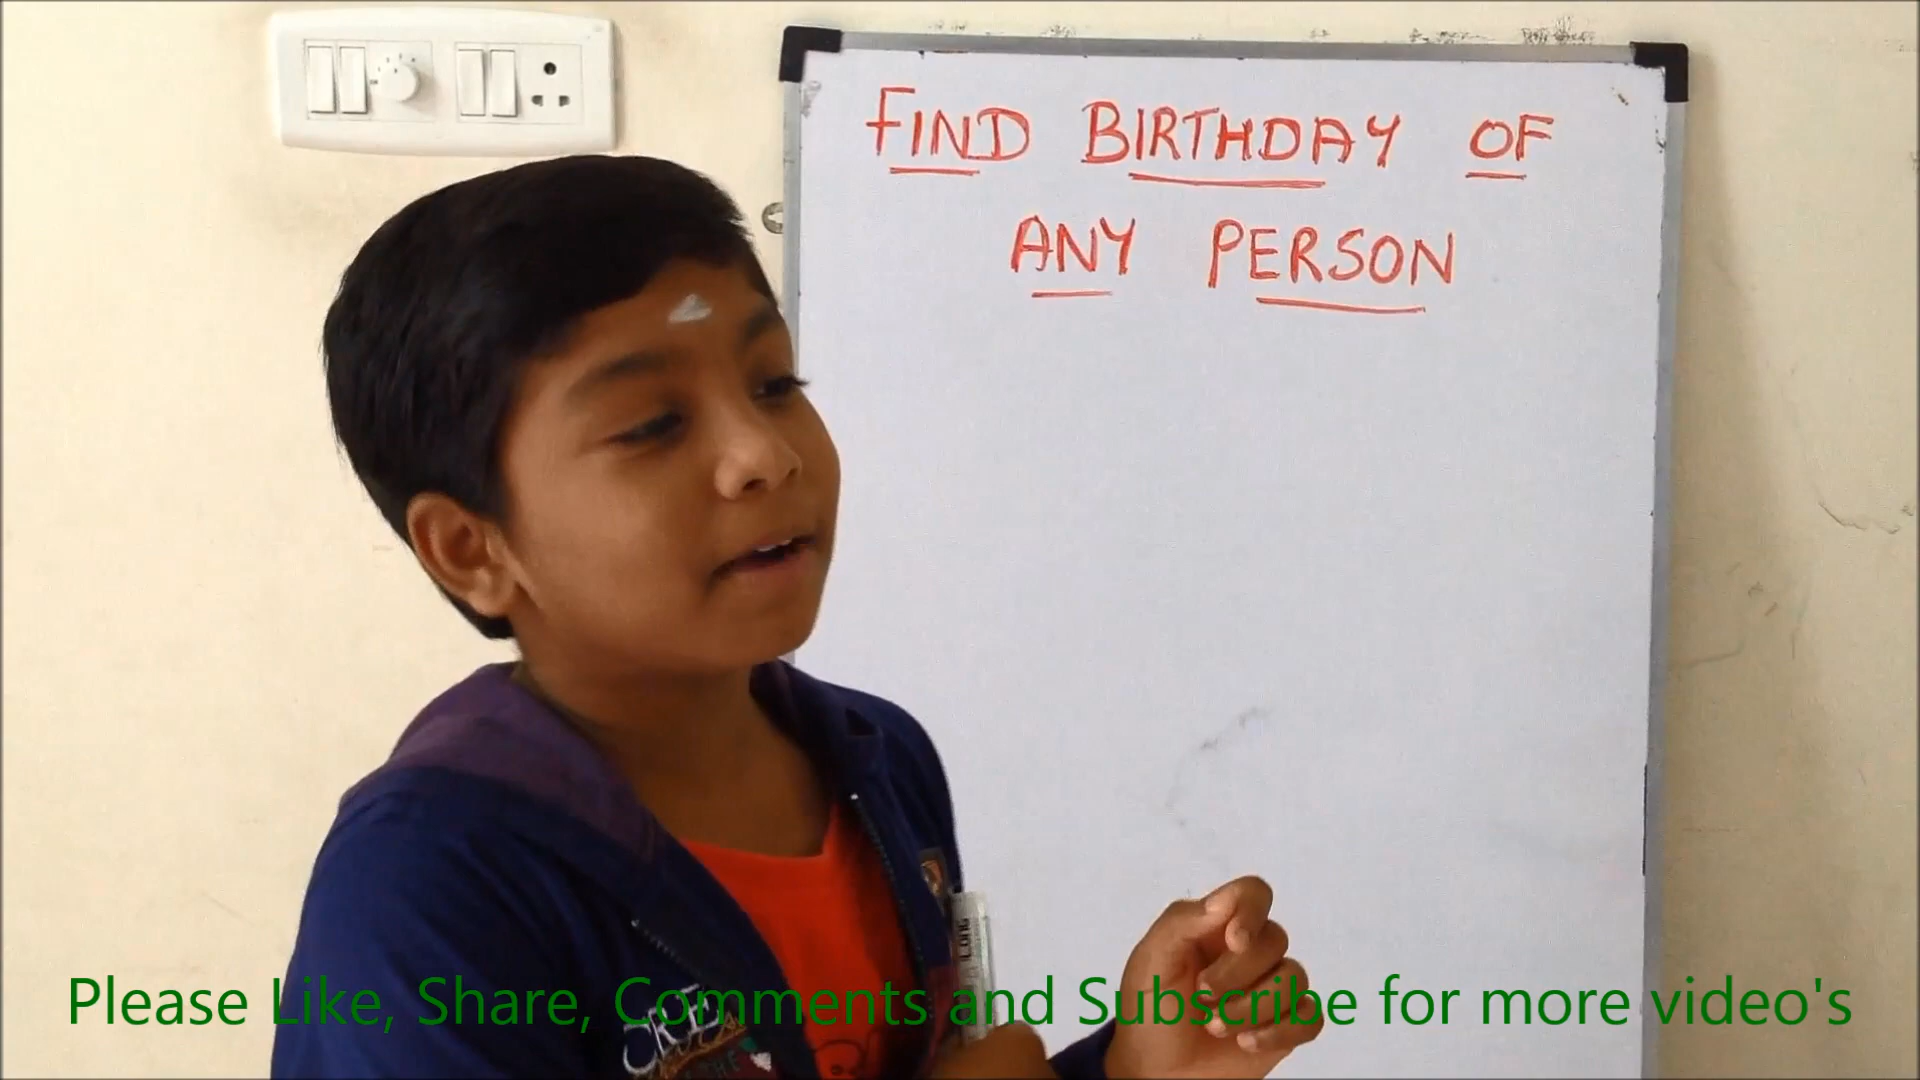 FIND BIRTHDAY OF
ANY PERSON
Please Like, Share, Comments and Subscribe for more video's